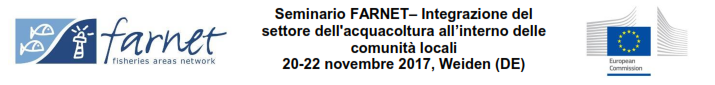 farnet
fisheries areas network
Seminario FARNET– Integrazione del
settore dell'acquacoltura all’interno delle
comunità locali
20-22 novembre 2017, Weiden (DE)
European
Commission